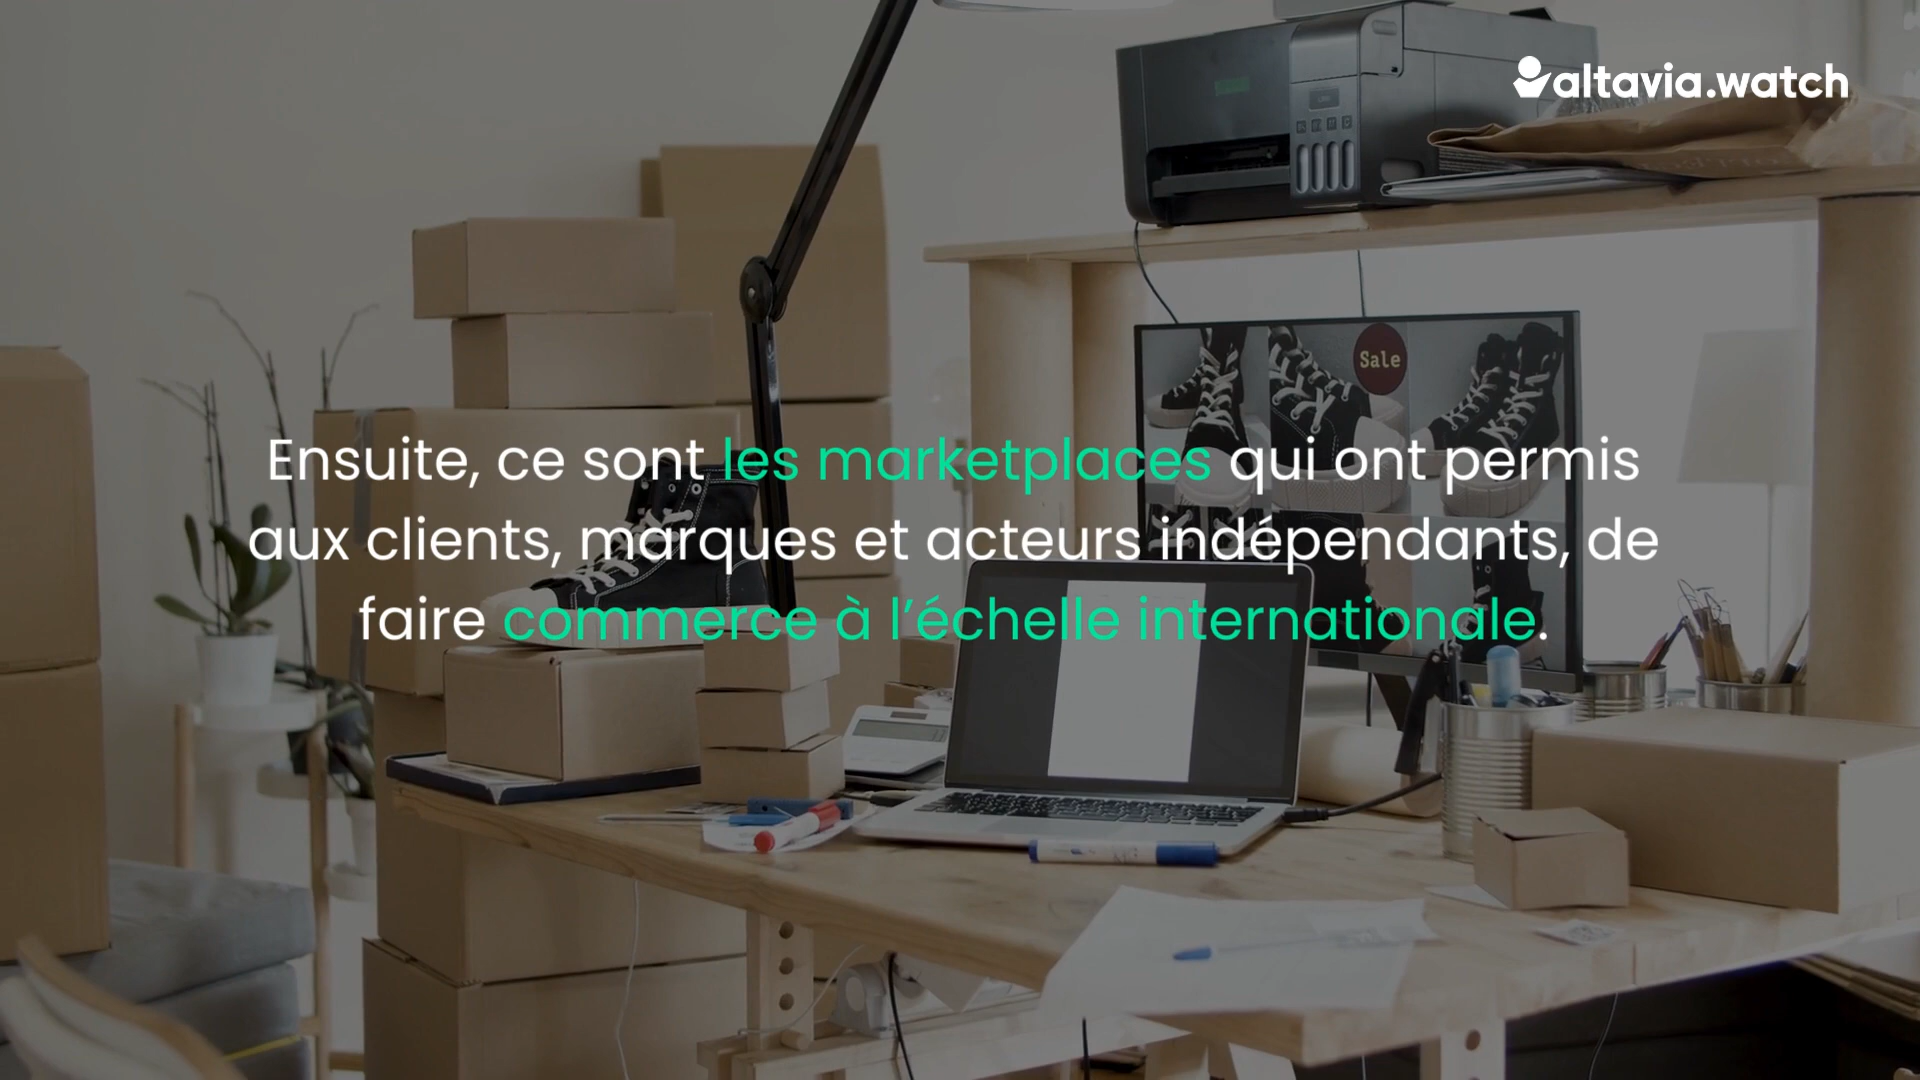 altavia.watch
Sale
Ensuite, ce sont les marketplaces qui ont permis
aux clients, marques et acteurs indépendants, de
faire commerce à l’échelle internationale.